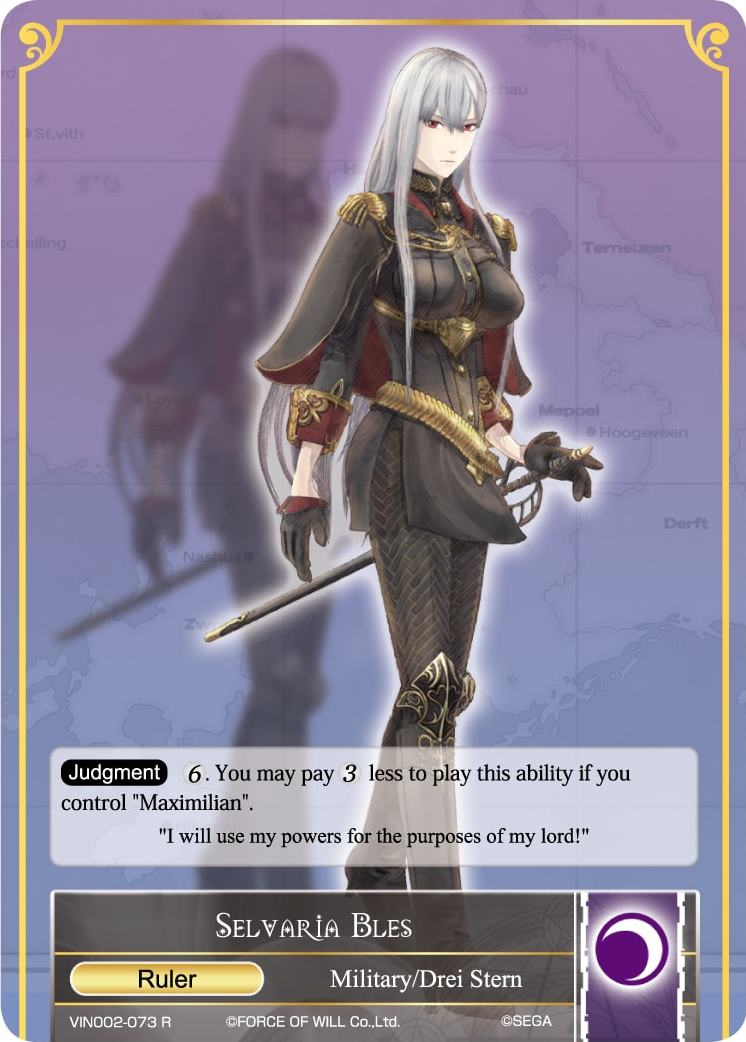 chau
St.vith
schelling
Terneuzen
Lowen
Meppel
Hoogeveen
Derft
Nashua
Judgment 6. You may pay 3 less to play this ability if you
control "Maximilian".
"I will use my powers for the purposes of my lord!"
Selvaria Bles
Ruler Military/Drei Stern
VIN002-073 R ©FORCE OF WILL Co.,Ltd. ©SEGA